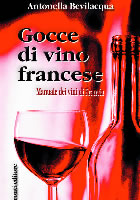 Antonella Bevilacqua
Gocce
di vino
francese
Manuale dei vini di Francia